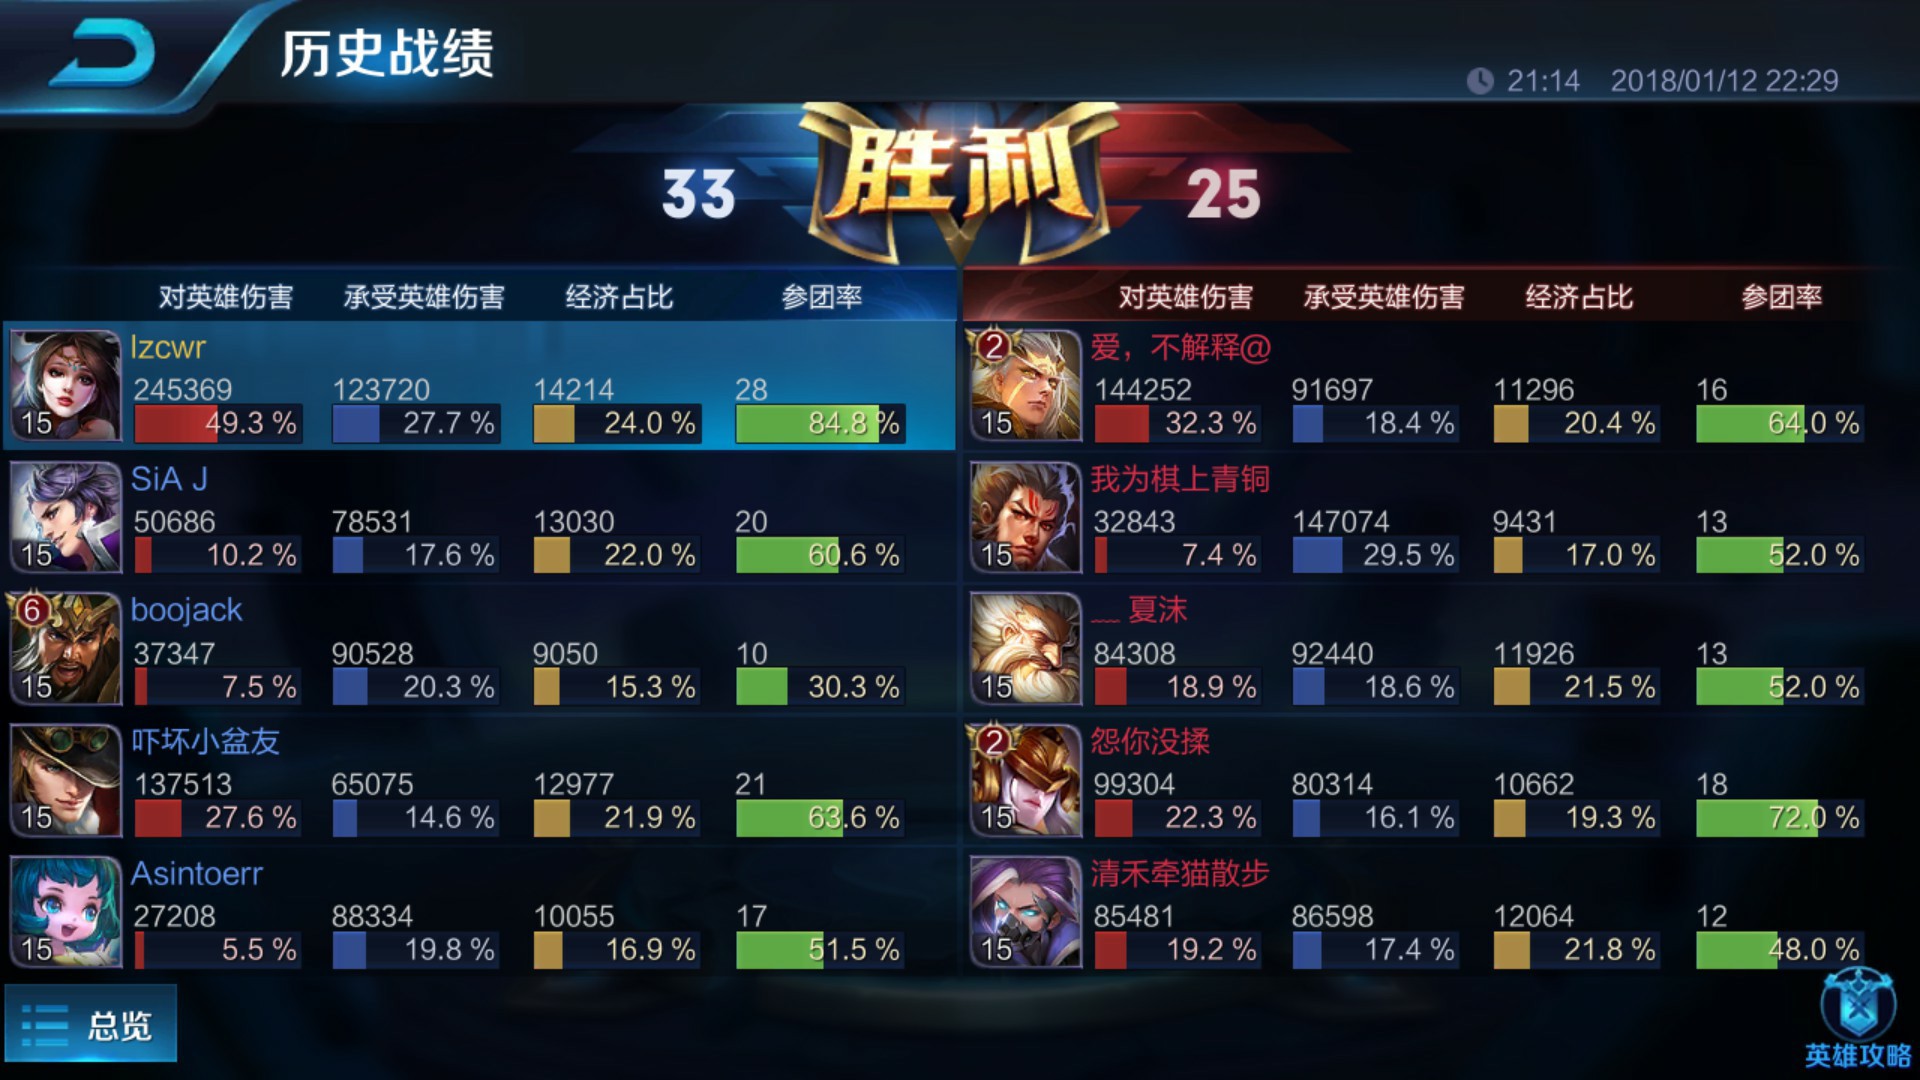 历史战绩
21:14 2018/01/12 22:29
33 胜利 25
对英雄伤害 承受英雄伤害 经济占比 参团率
对英雄伤害 承受英雄伤害 经济占比 参团率
lzcwr
245369 123720 14214 28
15 49.3 % 27.7 % 24.0 % 84.8 %
SiA J
50686 78531 13030 20
15 10.2 % 17.6 % 22.0 % 60.6 %
6 boojack
37347 90528 9050 10
15 7.5 % 20.3 % 15.3 % 30.3 %
吓坏小盆友
137513 65075 12977 21
15 27.6 % 14.6 % 21.9 % 63.6 %
Asintoerr
27208 88334 10055 17
15 5.5 % 19.8 % 16.9 % 51.5 %
2 爱，不解释@
144252 91697 11296 16
15 32.3 % 18.4 % 20.4 % 64.0 %
我为棋上青铜
32843 147074 9431 13
15 7.4 % 29.5 % 17.0 % 52.0 %
﹏夏沫
84308 92440 11926 13
15 18.9 % 18.6 % 21.5 % 52.0 %
2 怨你没揉
99304 80314 10662 18
15 22.3 % 16.1 % 19.3 % 72.0 %
清禾牵猫散步
85481 86598 12064 12
15 19.2 % 17.4 % 21.8 % 48.0 %
总览
英雄攻略